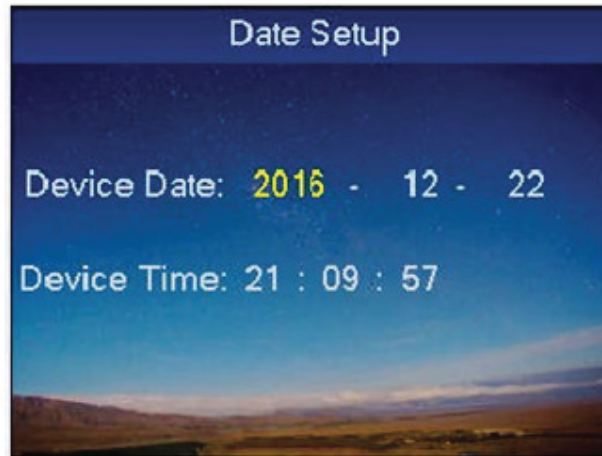 Date Setup
Device Date: 2016 - 12 - 22
Device Time: 21 : 09 : 57